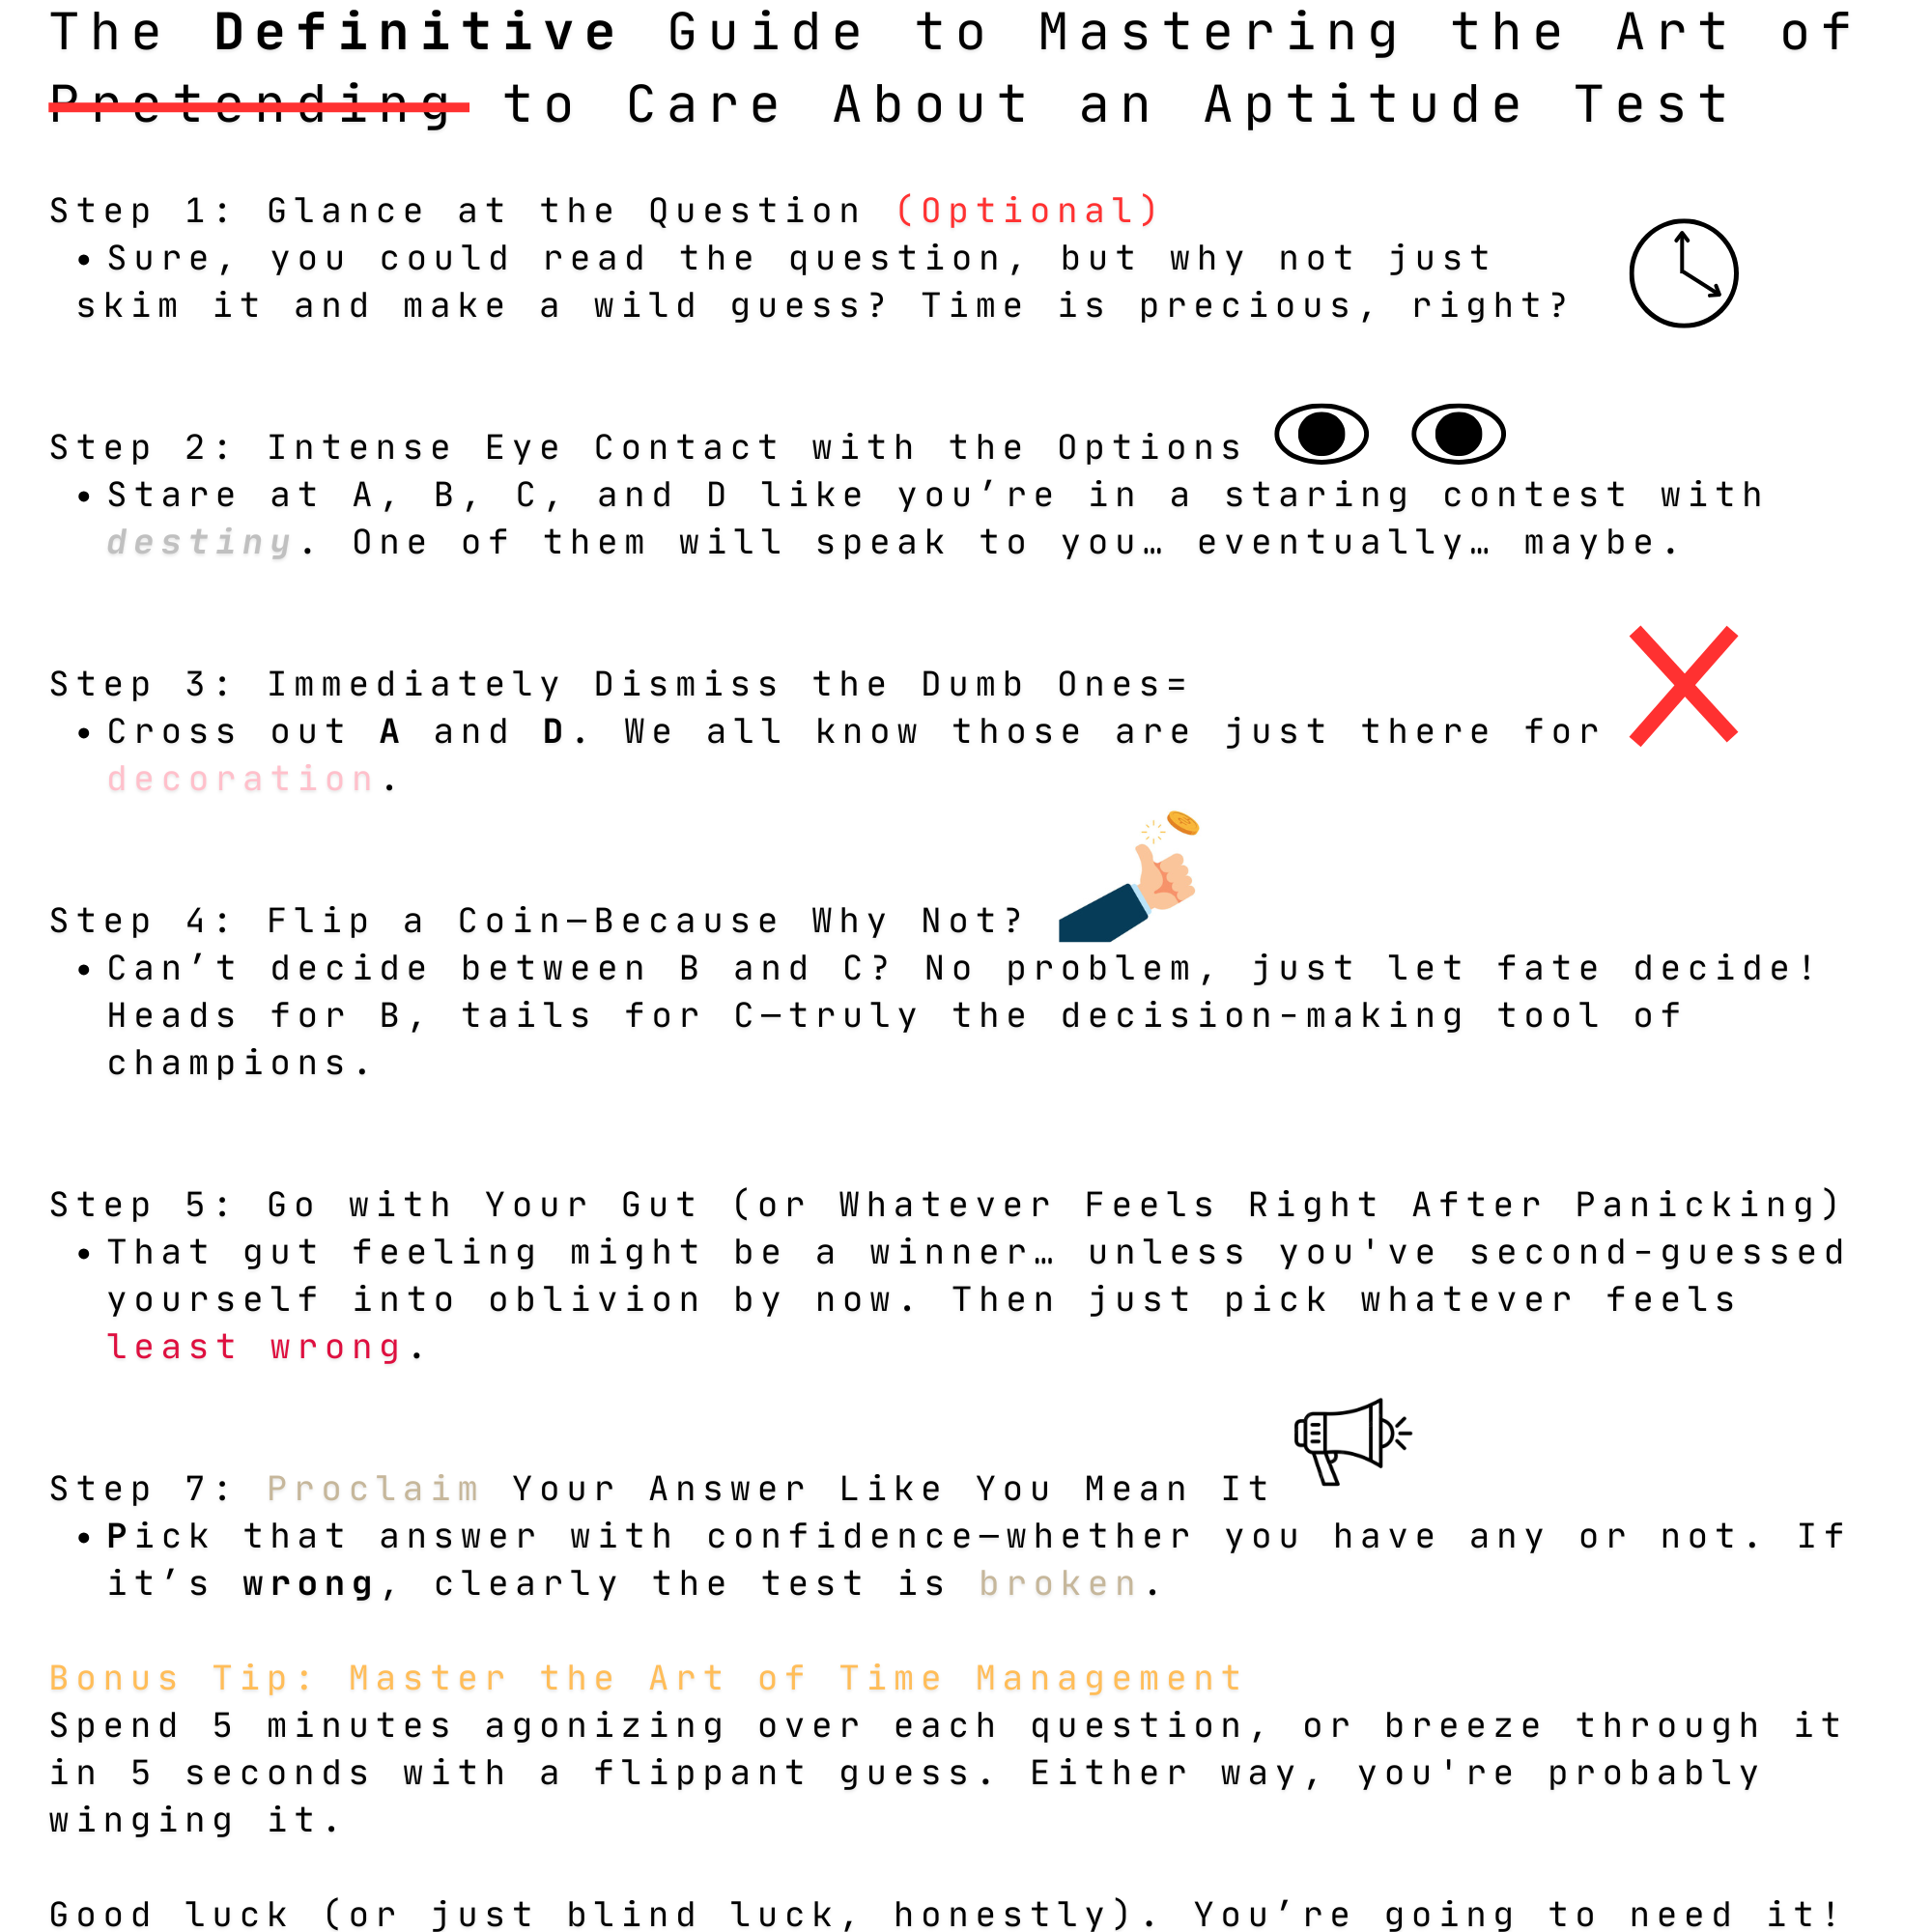 The Definitive Guide to Mastering the Art of
Pretending to Care About an Aptitude Test
Step 1: Glance at the Question (Optional)
•Sure, you could read the question, but why not just
skim it and make a wild guess? Time is precious, right?
Step 2: Intense Eye Contact with the Options
•Stare at A, B, C, and D like you’re in a staring contest with
destiny. One of them will speak to you… eventually… maybe.
Step 3: Immediately Dismiss the Dumb Ones=
•Cross out A and D. We all know those are just there for
decoration.
Step 4: Flip a Coin—Because Why Not?
•Can’t decide between B and C? No problem, just let fate decide!
Heads for B, tails for C—truly the decision-making tool of
champions.
Step 5: Go with Your Gut (or Whatever Feels Right After Panicking)
•That gut feeling might be a winner… unless you've second-guessed
yourself into oblivion by now. Then just pick whatever feels
least wrong.
Step 7: Proclaim Your Answer Like You Mean It
•Pick that answer with confidence—whether you have any or not. If
it’s wrong, clearly the test is broken.
Bonus Tip: Master the Art of Time Management
Spend 5 minutes agonizing over each question, or breeze through it
in 5 seconds with a flippant guess. Either way, you're probably
winging it.
Good luck (or just blind luck, honestly). You’re going to need it!